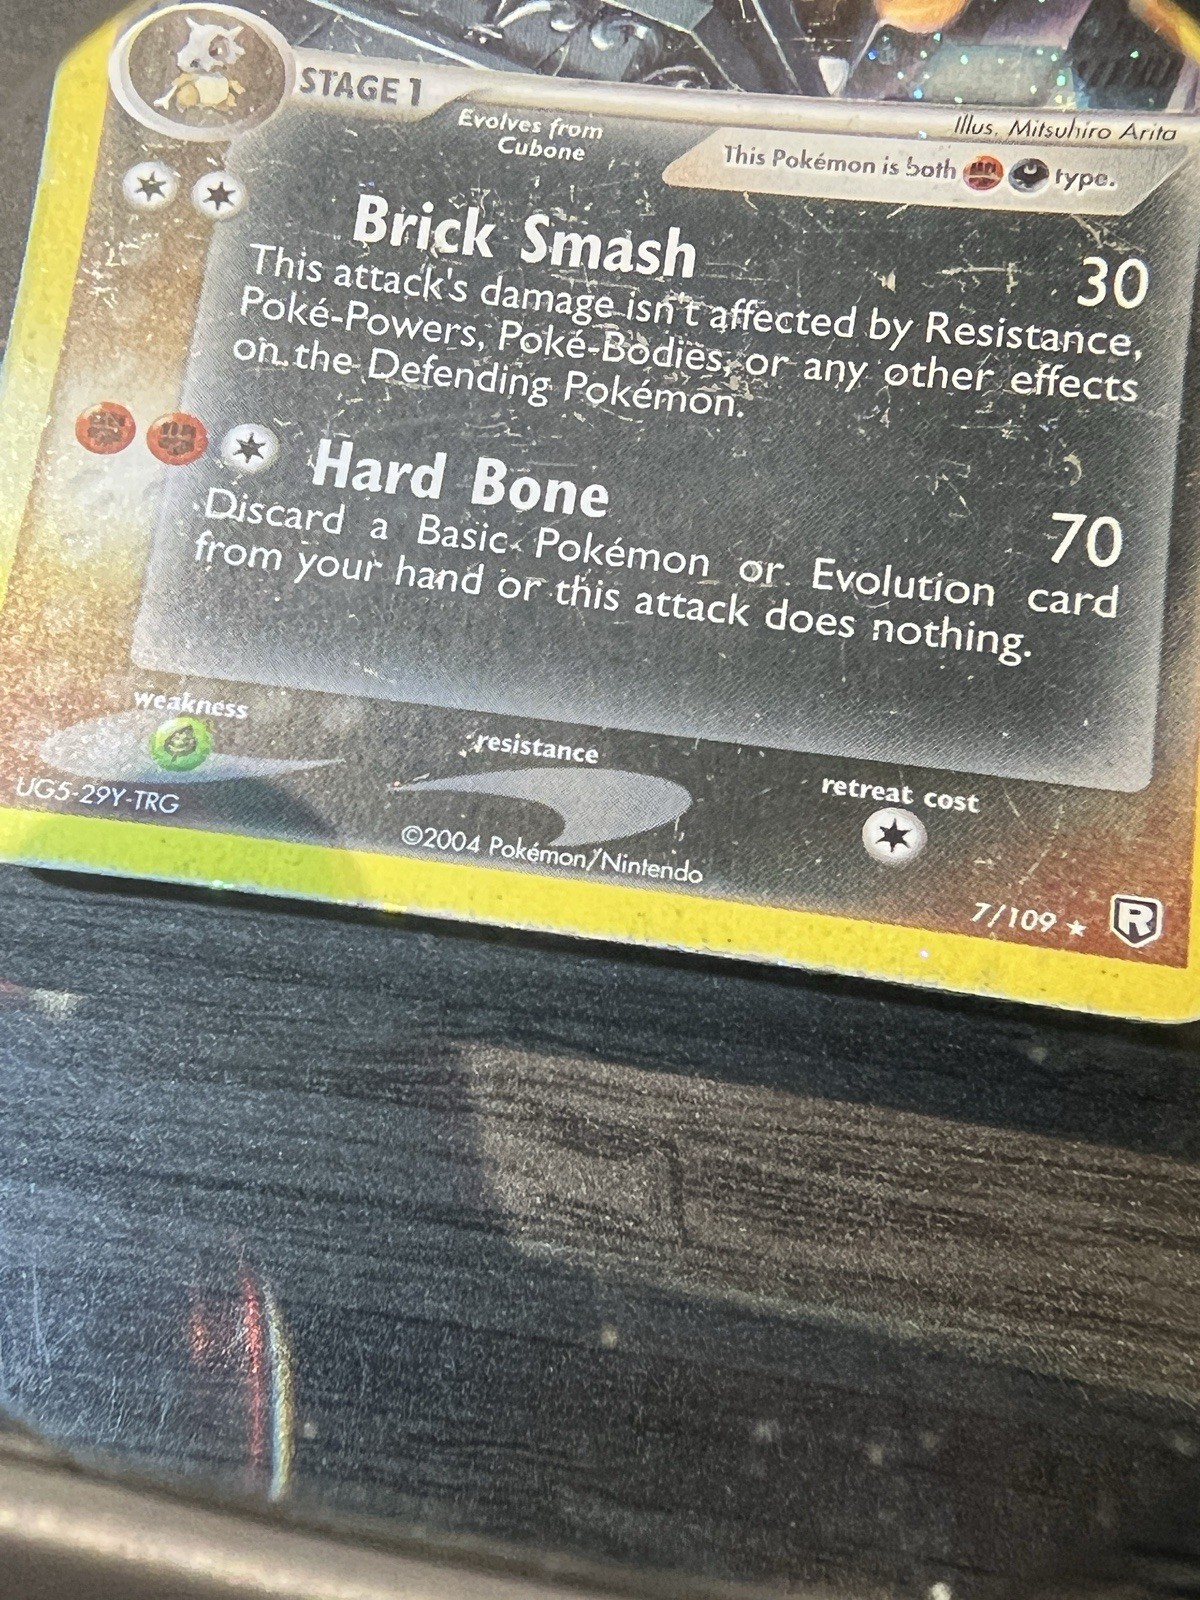 STAGE 1
Evolves from
Cubone
Illus. Mitsuhiro Arita
This Pokémon is both type.
Brick Smash 30
This attack's damage isn't affected by Resistance,
Poké-Powers, Poké-Bodies, or any other effects
on the Defending Pokémon.
Hard Bone 70
Discard a Basic Pokémon or Evolution card
from your hand or this attack does nothing.
weakness
resistance
retreat cost
UG5-29Y-TRG
©2004 Pokémon/Nintendo
7/109 ★ R